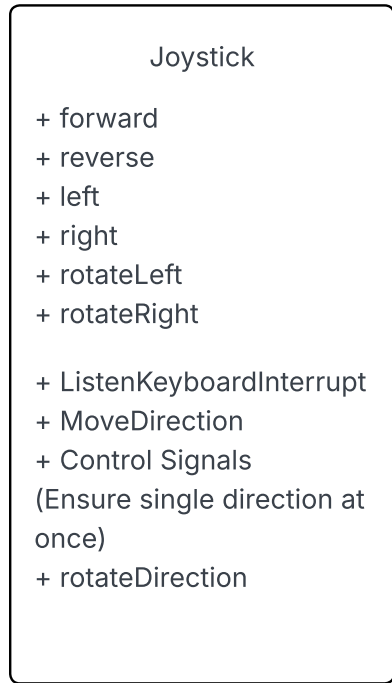 Joystick
+ forward
+ reverse
+ left
+ right
+ rotateLeft
+ rotateRight
+ ListenKeyboardInterrupt
+ MoveDirection
+ Control Signals
(Ensure single direction at
once)
+ rotateDirection